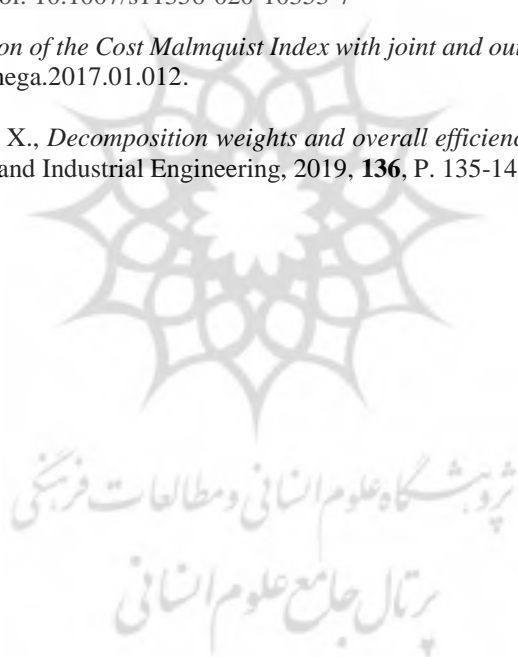 oi: 10.1007/s11356-020-10333-7
on of the Cost Malmquist Index with joint and ou
nega.2017.01.012.
X., Decomposition weights and overall efficienc
and Industrial Engineering, 2019, 136, P. 135-14
پژوهشگاه علوم انسانی و مطالعات فرهنگی
پرتال جامع علوم انسانی